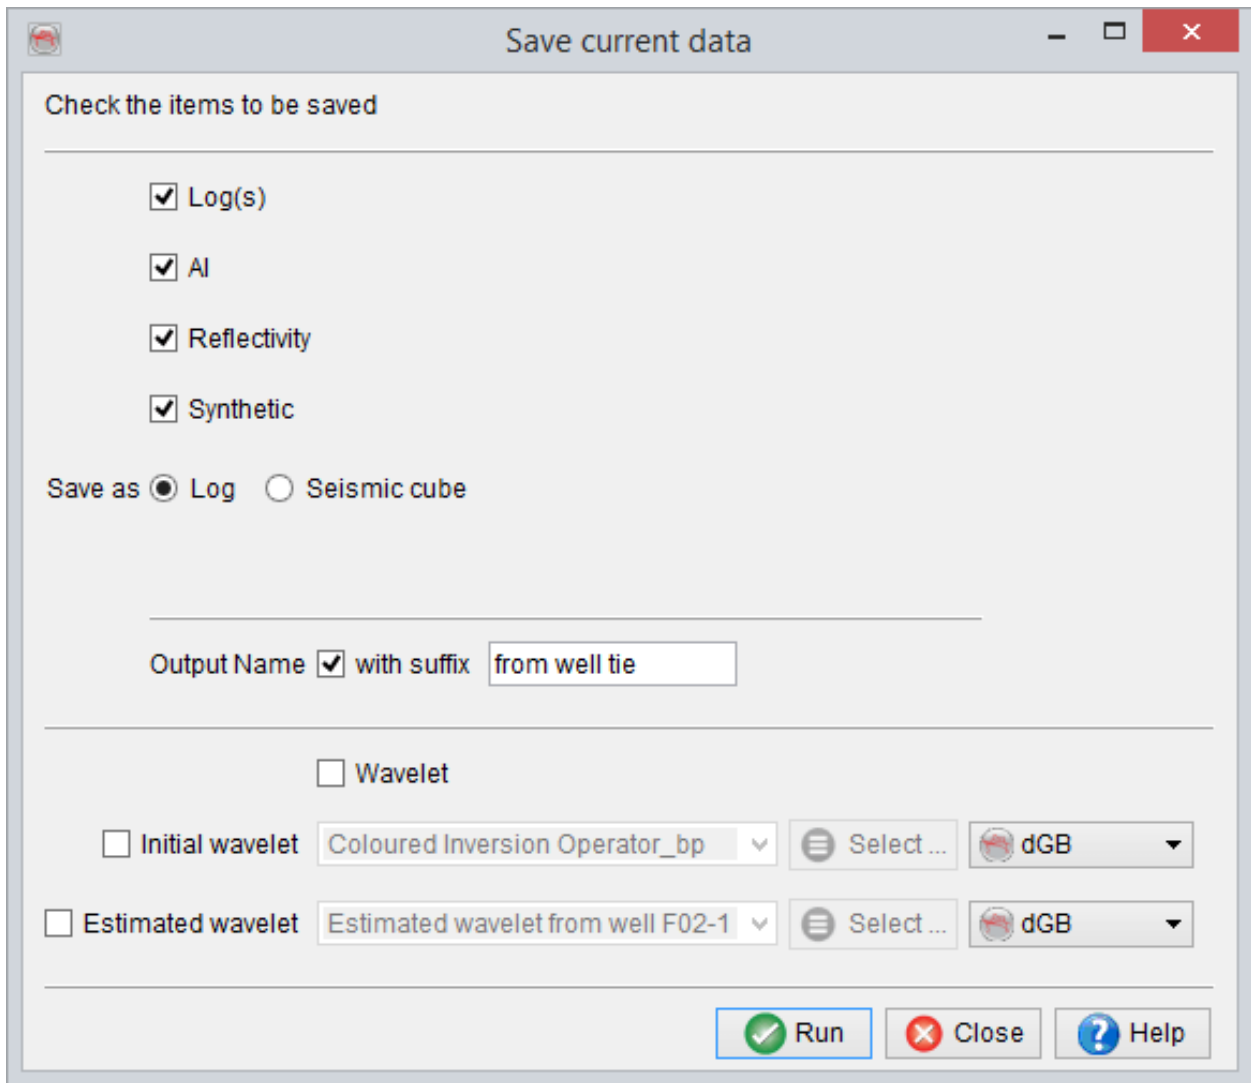 Save current data
Check the items to be saved
Log(s)
AI
Reflectivity
Synthetic
Save as Log Seismic cube
Output Name with suffix from well tie
Wavelet
Initial wavelet Coloured Inversion Operator_bp Select ... dGB
Estimated wavelet Estimated wavelet from well F02-1 Select ... dGB
Run Close Help